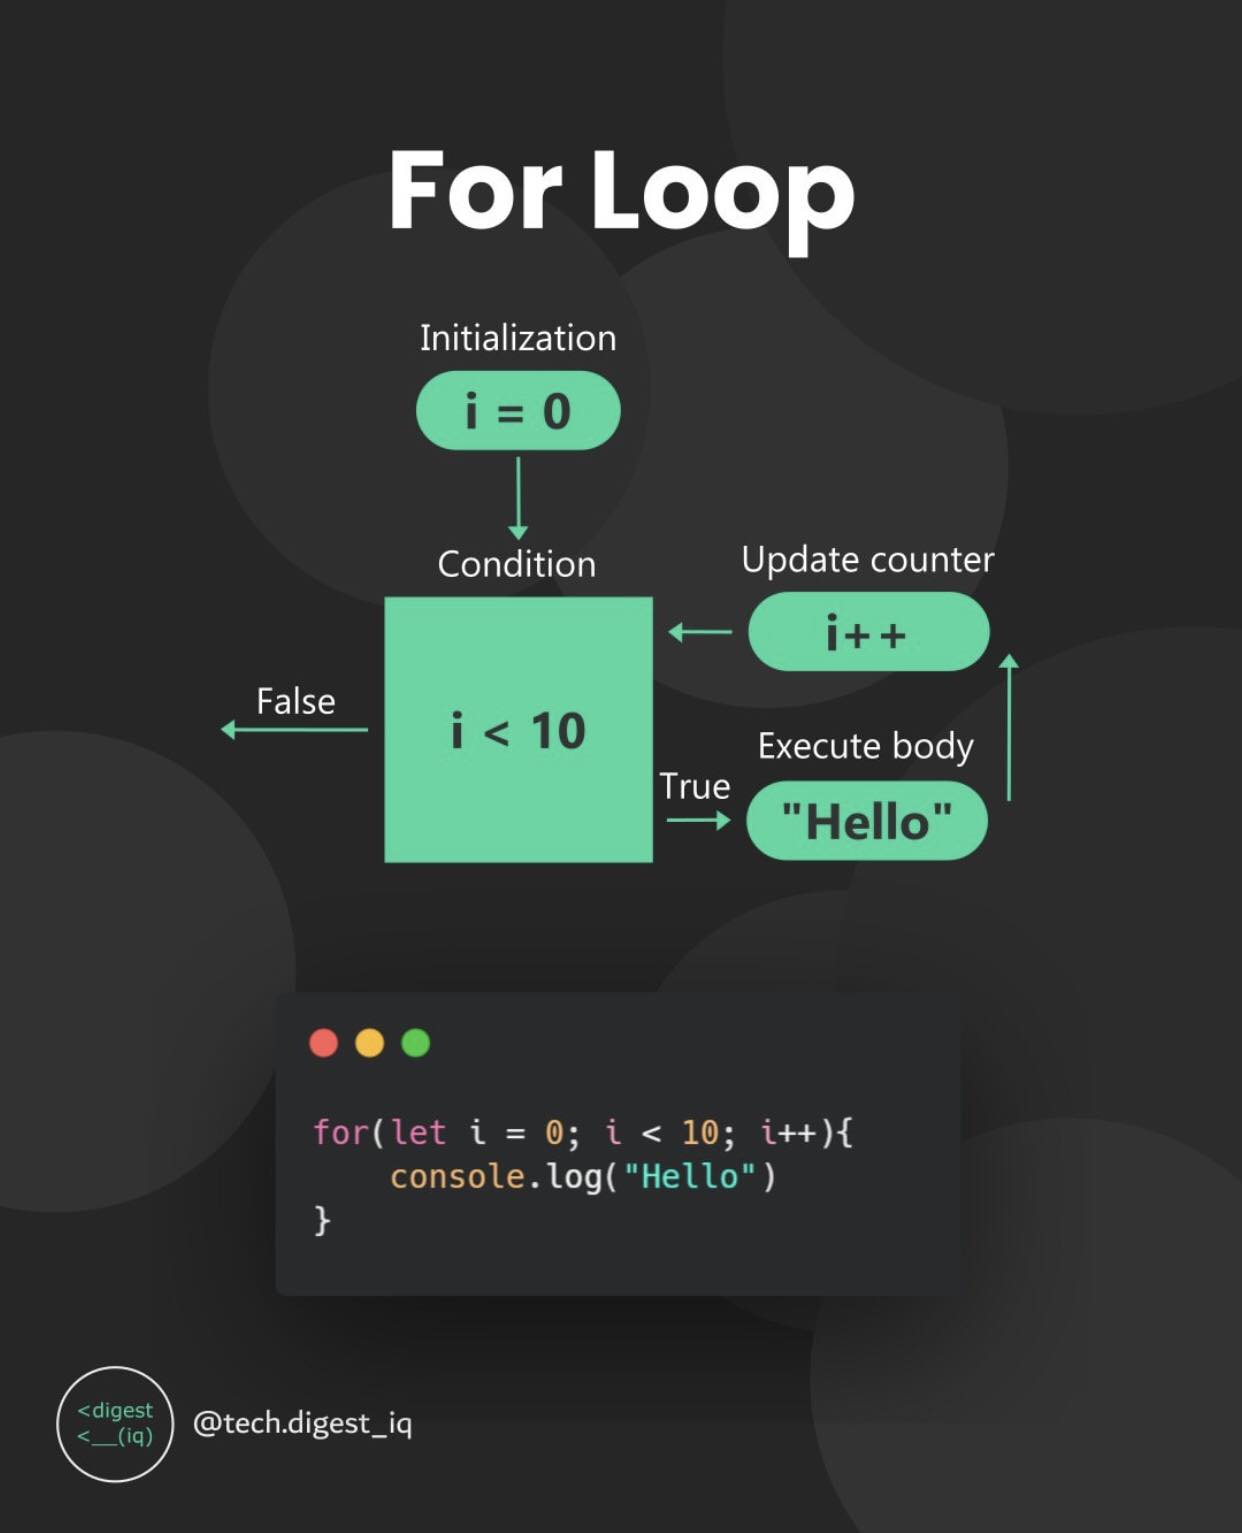 For Loop
Initialization
i = 0
Condition
Update counter
i++
i < 10
False
Execute body
True
"Hello"
for(let i = 0; i < 10; i++){
    console.log("Hello")
}
<digest
<__(iq)
@tech.digest_iq